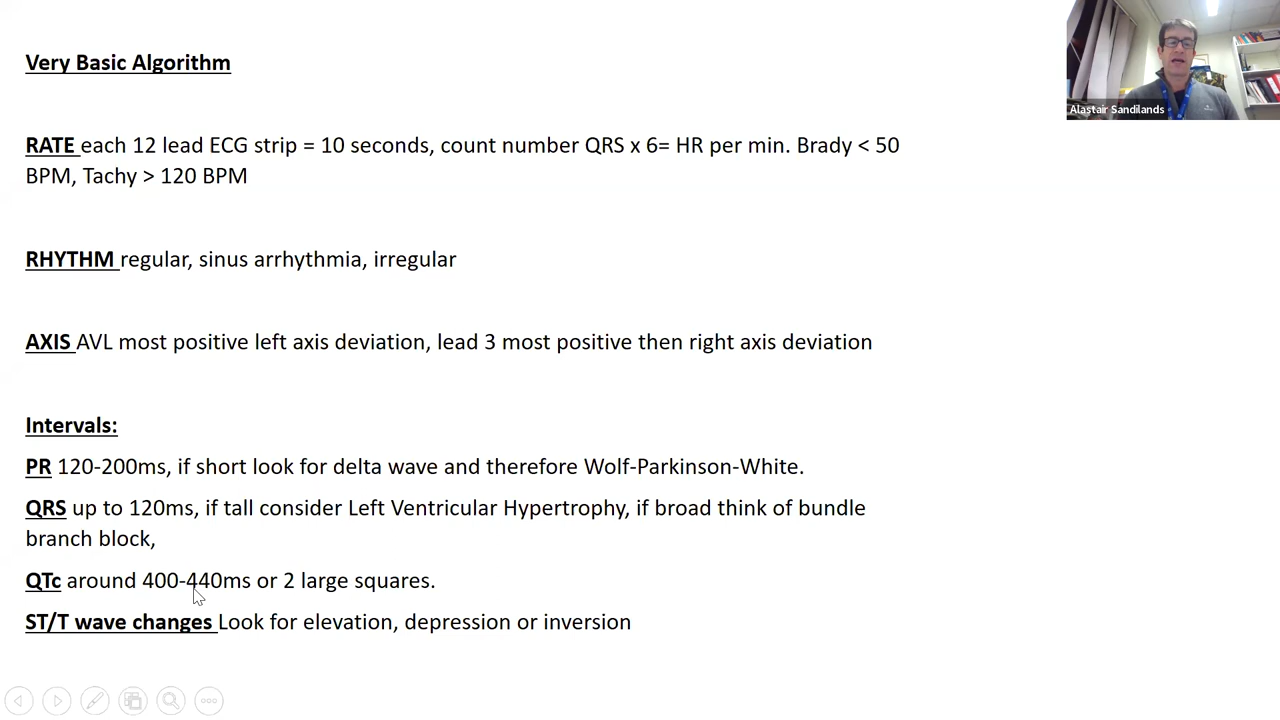 Very Basic Algorithm
Alastair Sandilands
RATE each 12 lead ECG strip = 10 seconds, count number QRS x 6= HR per min. Brady < 50
BPM, Tachy > 120 BPM
RHYTHM regular, sinus arrhythmia, irregular
AXIS AVL most positive left axis deviation, lead 3 most positive then right axis deviation
Intervals:
PR 120-200ms, if short look for delta wave and therefore Wolf-Parkinson-White.
QRS up to 120ms, if tall consider Left Ventricular Hypertrophy, if broad think of bundle
branch block,
QTc around 400-440ms or 2 large squares.
ST/T wave changes Look for elevation, depression or inversion